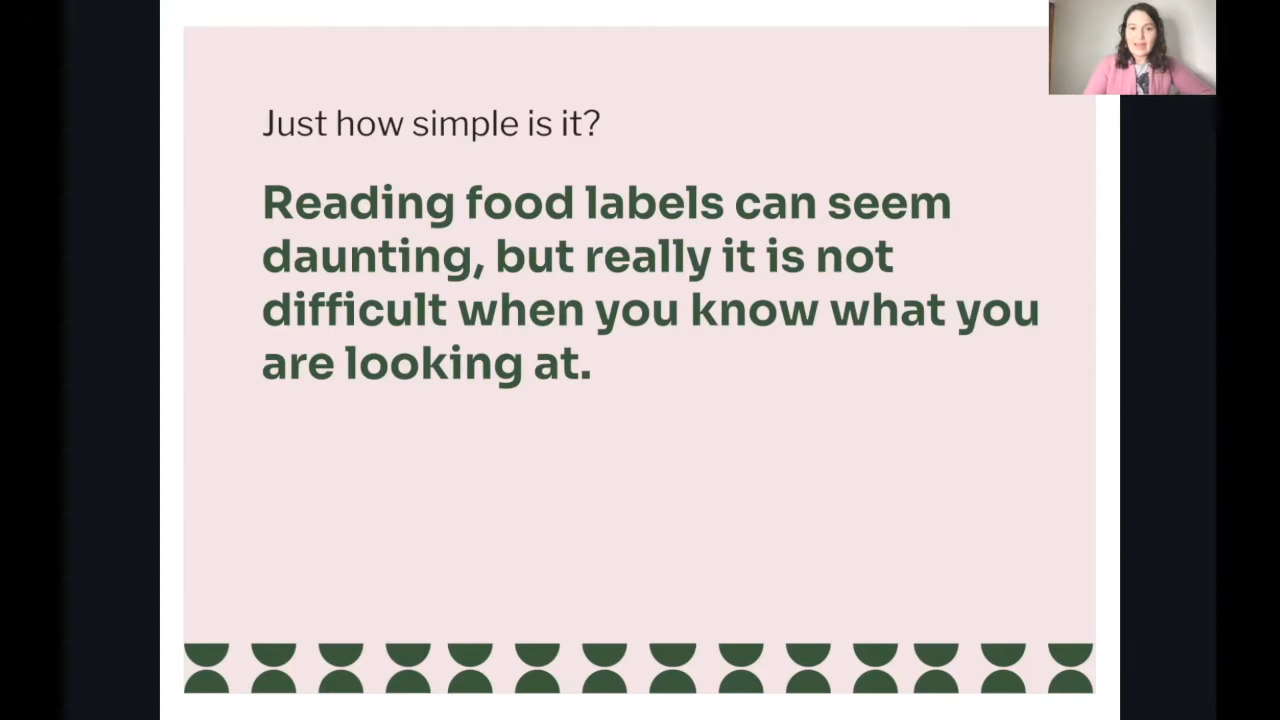 Just how simple is it?
Reading food labels can seem
daunting, but really it is not
difficult when you know what you
are looking at.